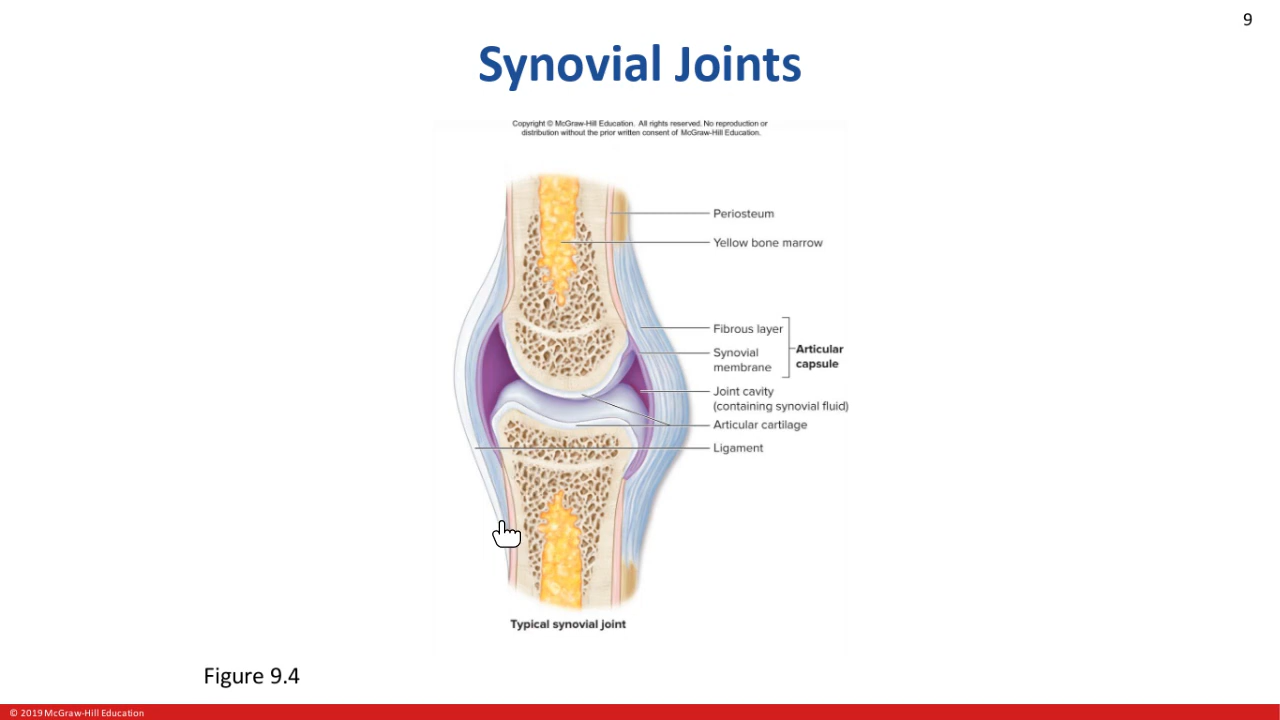 9
Synovial Joints
Copyright © McGraw-Hill Education. All rights reserved. No reproduction or
distribution without the prior written consent of McGraw-Hill Education.
Periosteum
Yellow bone marrow
Fibrous layer
Synovial
membrane
Articular
capsule
Joint cavity
(containing synovial fluid)
Articular cartilage
Ligament
Typical synovial joint
Figure 9.4
© 2019 McGraw-Hill Education